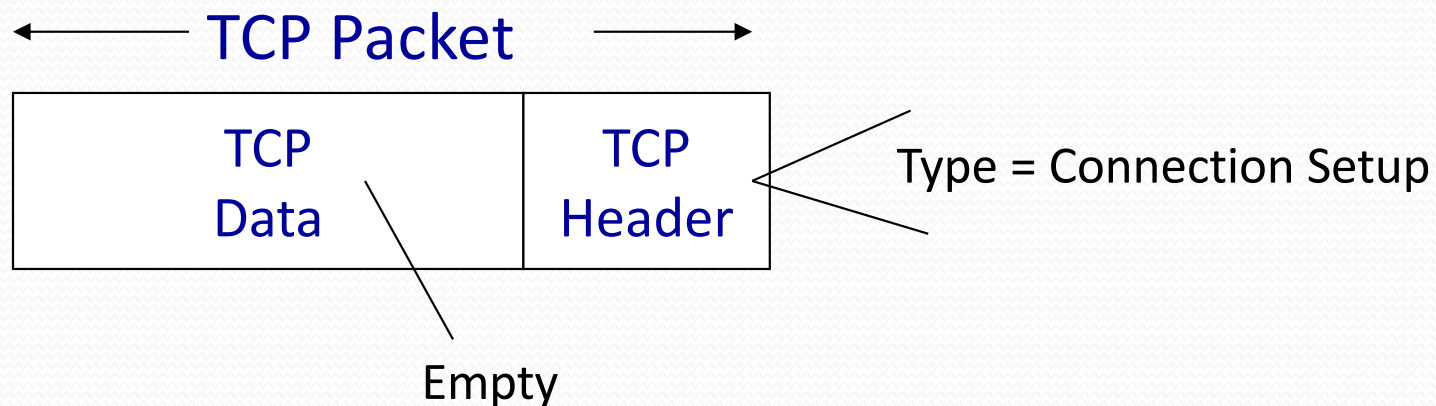 TCP Packet
TCP
Data
TCP
Header
Type = Connection Setup
Empty